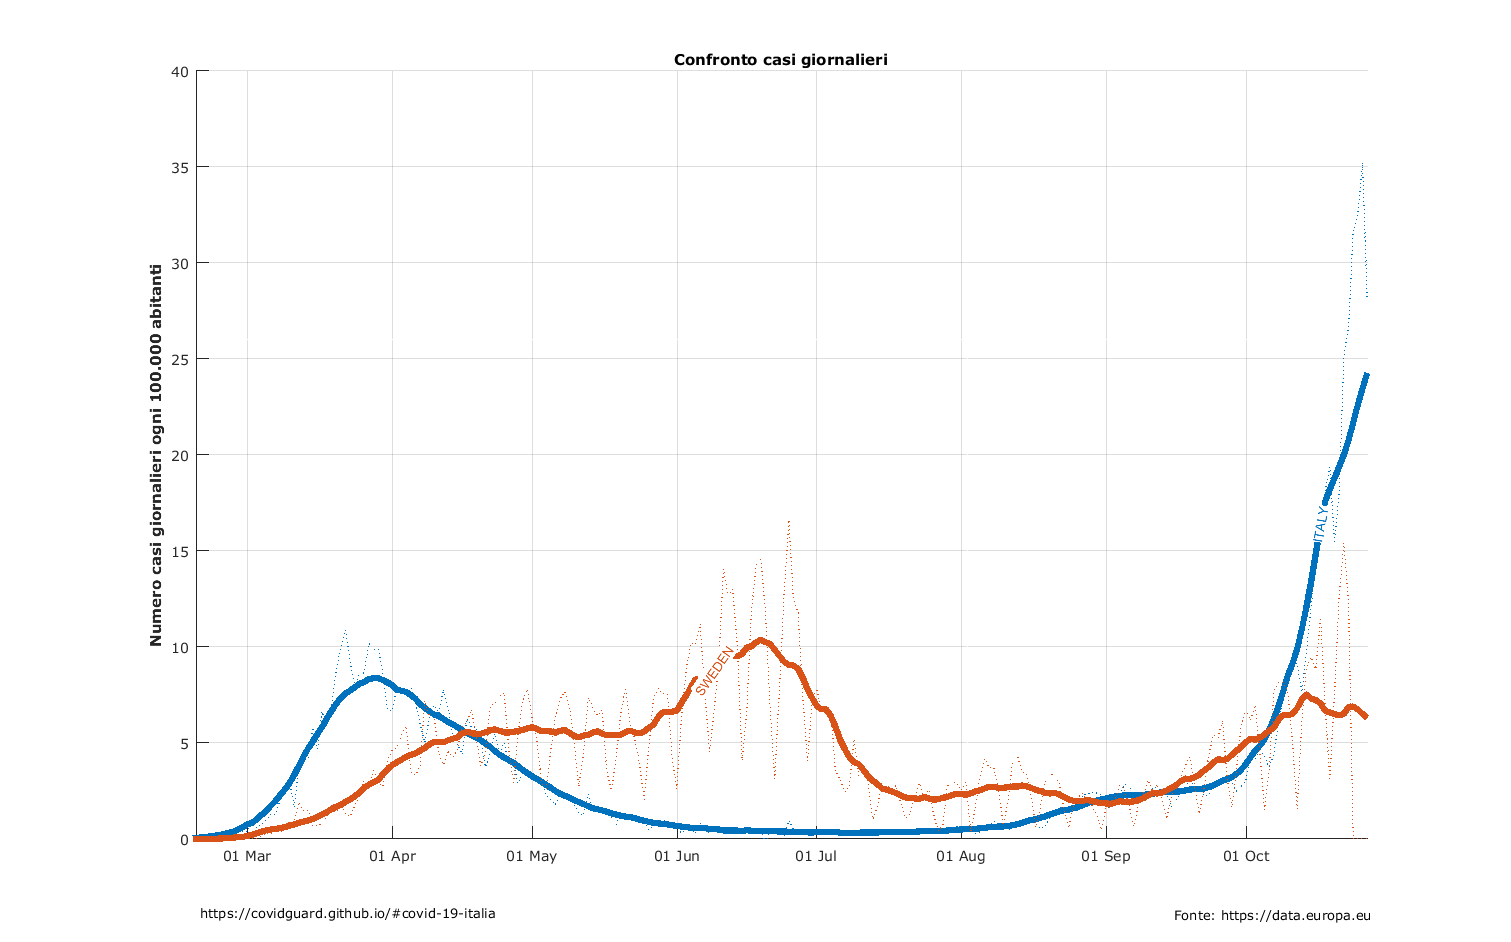 Confronto casi giornalieri
Numero casi giornalieri ogni 100.000 abitanti
40
35
30
25
20
15
10
5
0
SWEDEN
ITALY
01 Mar
01 Apr
01 May
01 Jun
01 Jul
01 Aug
01 Sep
01 Oct
https://covidguard.github.io/#covid-19-italia
Fonte: https://data.europa.eu